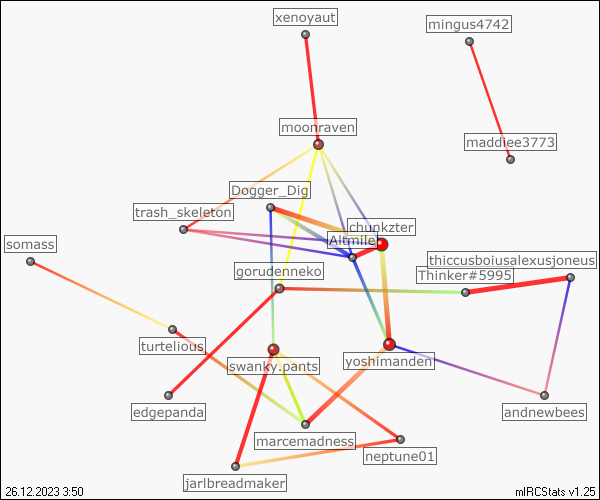 xenoyaut
mingus4742
moonraven
maddiee3773
Dogger_Dig
trash_skeleton
chunkzter
Altmile
somass
thiccusboiusalexusjoneus
gorudenneko
Thinker#5995
turtelious
swanky.pants
yoshimanden
edgepanda
andnewbees
marcemadness
neptune01
jarlbreadmaker
26.12.2023 3:50
mIRCStats v1.25